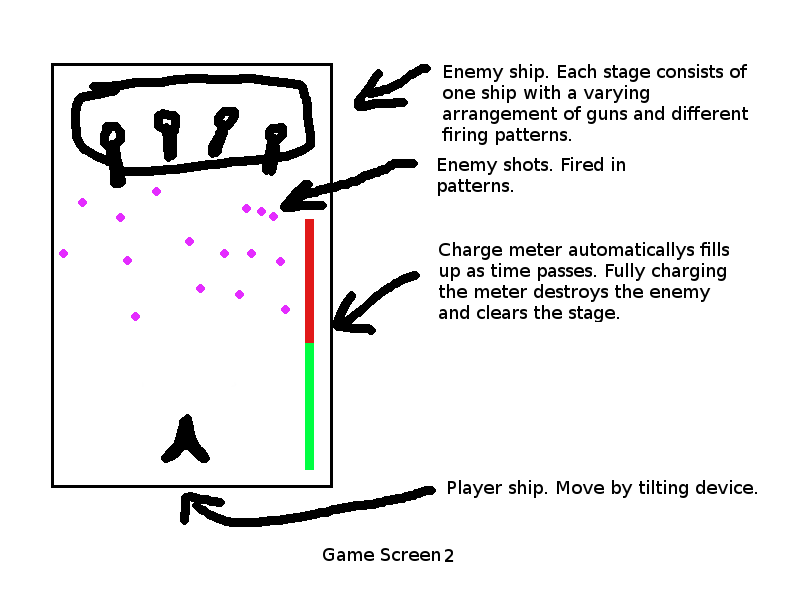 Enemy ship. Each stage consists of
one ship with a varying
arrangement of guns and different
firing patterns.
Enemy shots. Fired in
patterns.
Charge meter automaticallys fills
up as time passes. Fully charging
the meter destroys the enemy
and clears the stage.
Player ship. Move by tilting device.
Game Screen 2